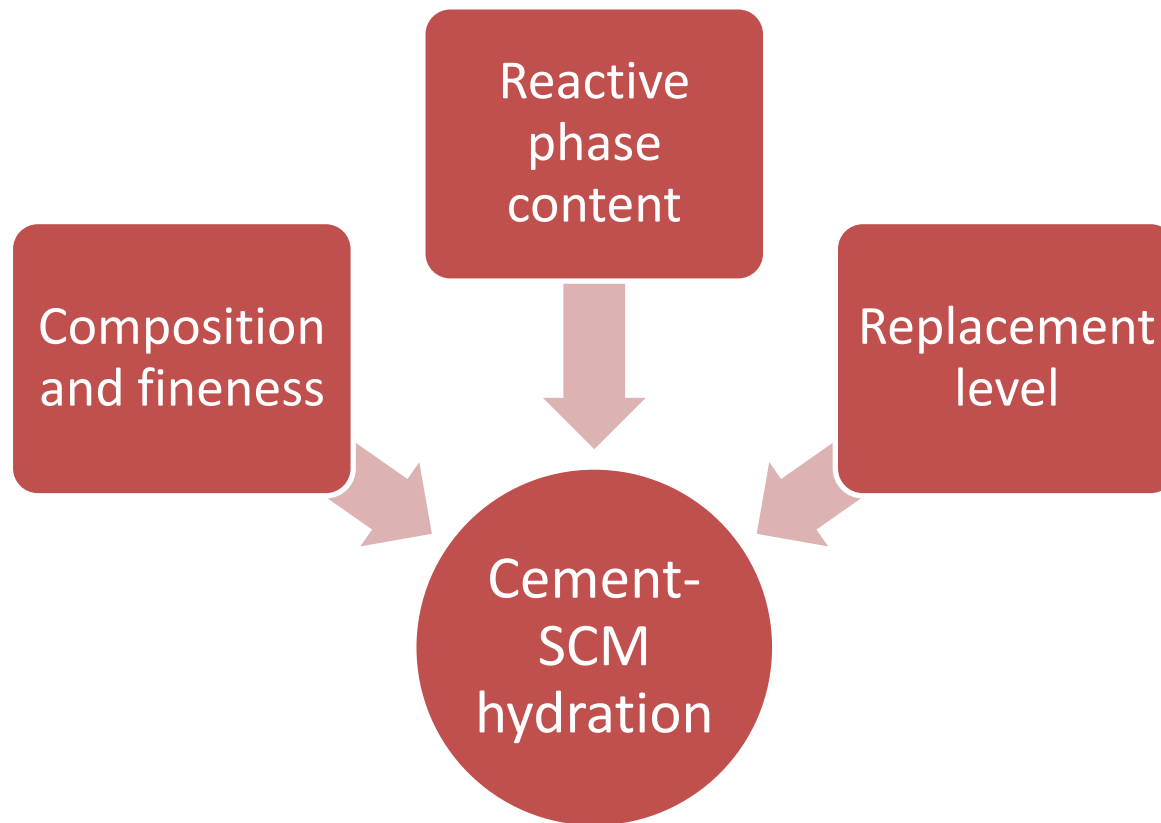 Reactive
phase
content
Composition
and fineness
Replacement
level
Cement-
SCM
hydration